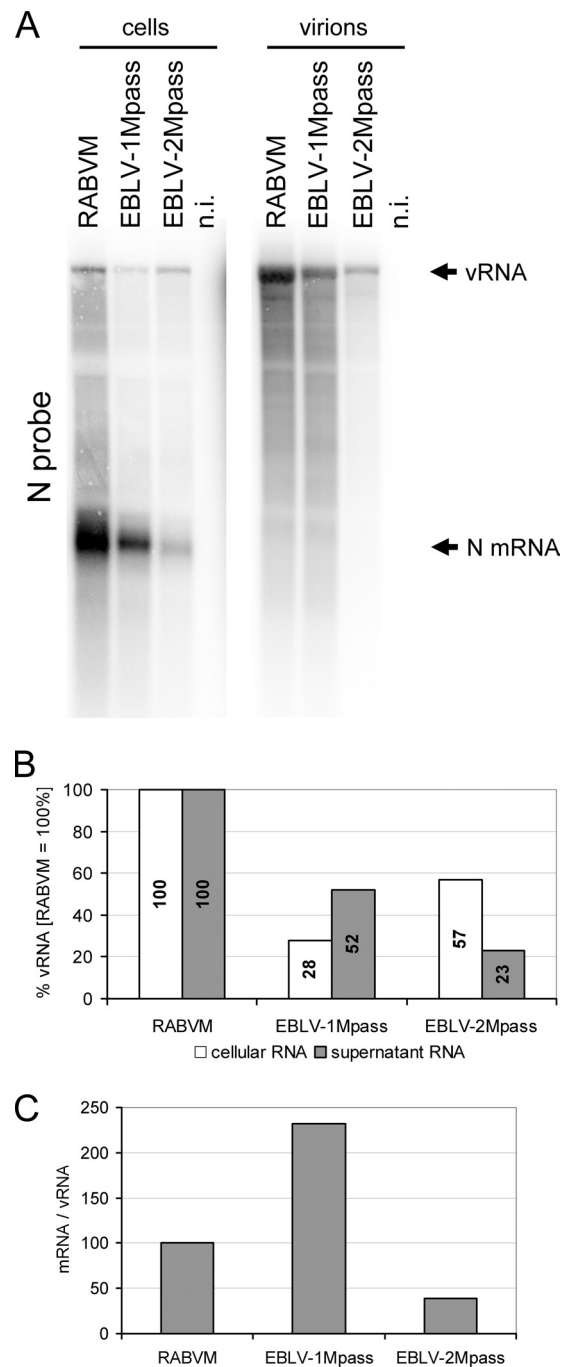 A
cells
virions
RABVM
EBLV-1Mpass
EBLV-2Mpass
n.i.
RABVM
EBLV-1Mpass
EBLV-2Mpass
n.i.
vRNA
N probe
N mRNA
B
% vRNA [RABVM = 100%]
100
80
60
40
20
0
100
100
28
52
57
23
RABVM
EBLV-1Mpass
EBLV-2Mpass
cellular RNA
supernatant RNA
C
mRNA / vRNA
250
200
150
100
50
0
RABVM
EBLV-1Mpass
EBLV-2Mpass